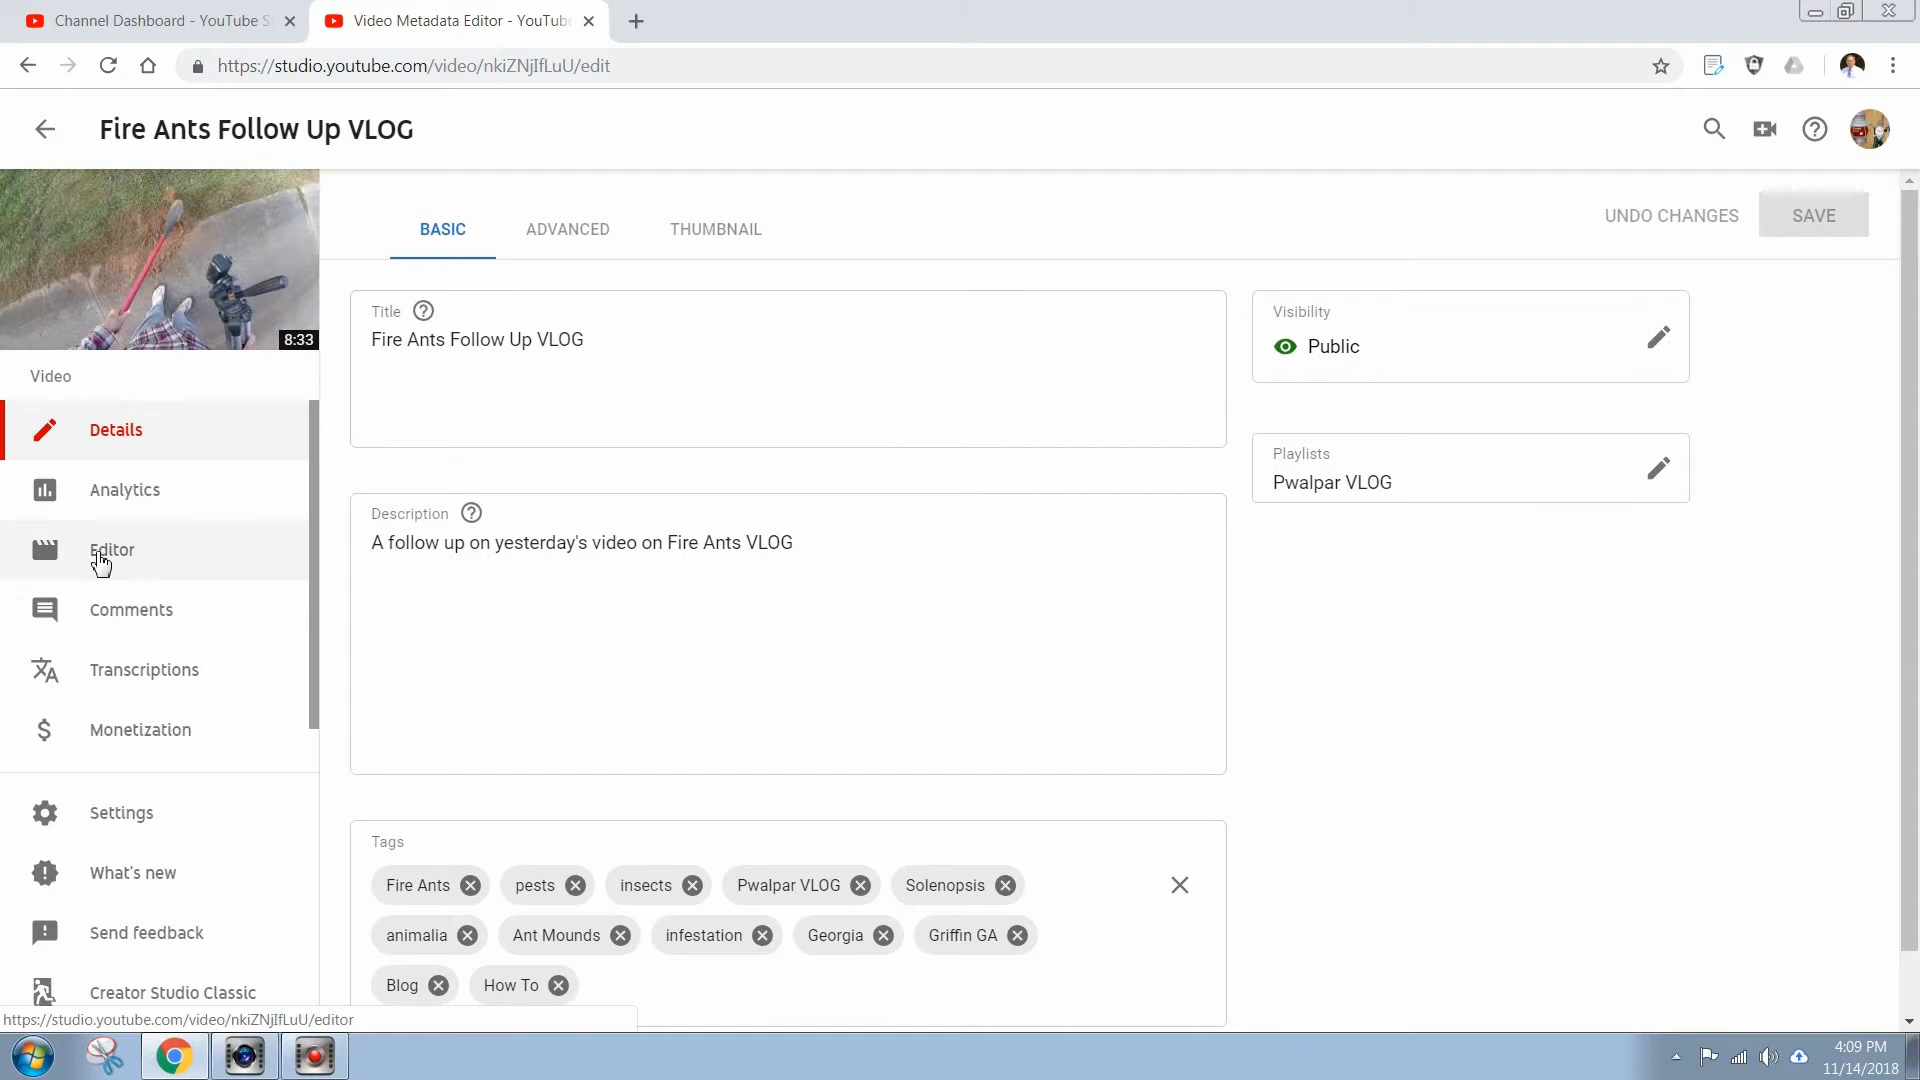 Channel Dashboard - YouTube S
Video Metadata Editor - YouTub
https://studio.youtube.com/video/nkiZNjIfLuU/edit
Fire Ants Follow Up VLOG
8:33
BASIC ADVANCED THUMBNAIL UNDO CHANGES SAVE
Video
Details
Analytics
Editor
Comments
Transcriptions
Monetization
Settings
What's new
Send feedback
Creator Studio Classic
Title
Fire Ants Follow Up VLOG
Description
A follow up on yesterday's video on Fire Ants VLOG
Tags
Fire Ants pests insects Pwalpar VLOG Solenopsis
animalia Ant Mounds infestation Georgia Griffin GA
Blog How To
Visibility
Public
Playlists
Pwalpar VLOG
https://studio.youtube.com/video/nkiZNjIfLuU/editor
4:09 PM
11/14/2018